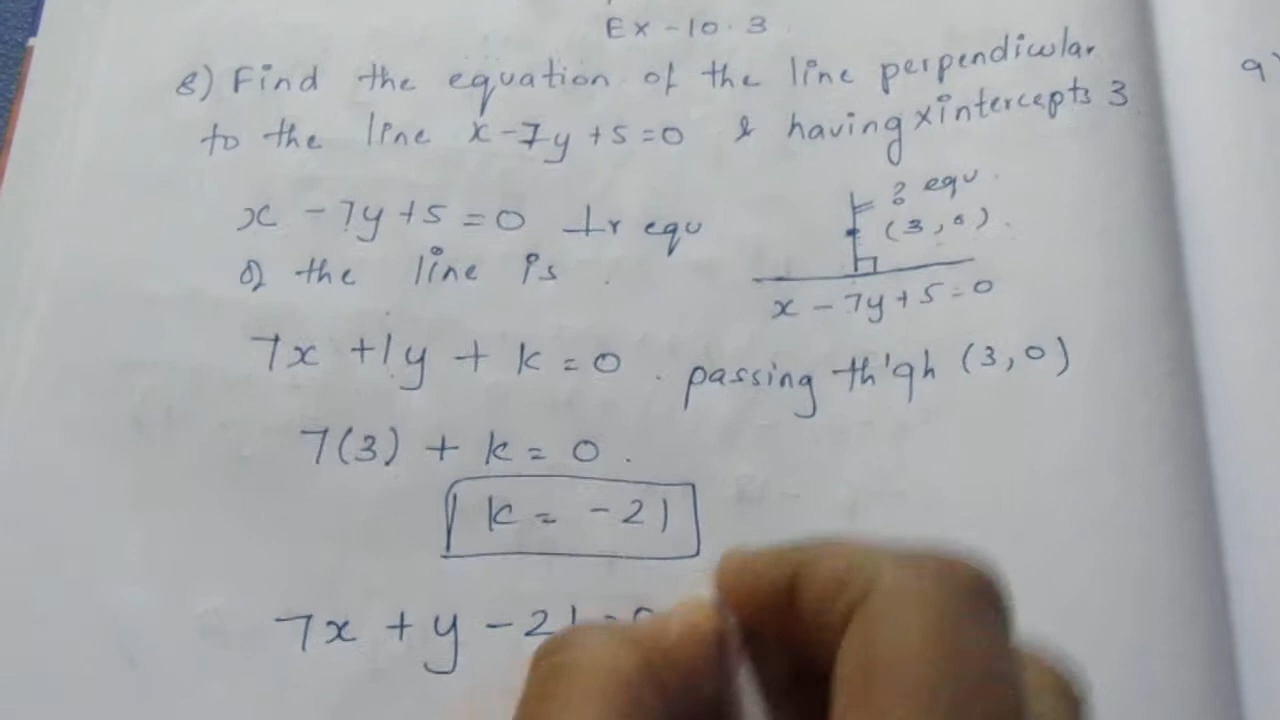 Ex-10.3
8) Find the equation of the line perpendicular
to the line x-7y+5=0 & having x intercepts 3
9)
x - 7y + 5 = 0 ⊥r equ
of the line is
? equ.
(3, 0).
x - 7y + 5 = 0
7x + 1y + k = 0 . passing th'gh (3, 0)
7(3) + k = 0 .
k = -21
7x + y - 21 =